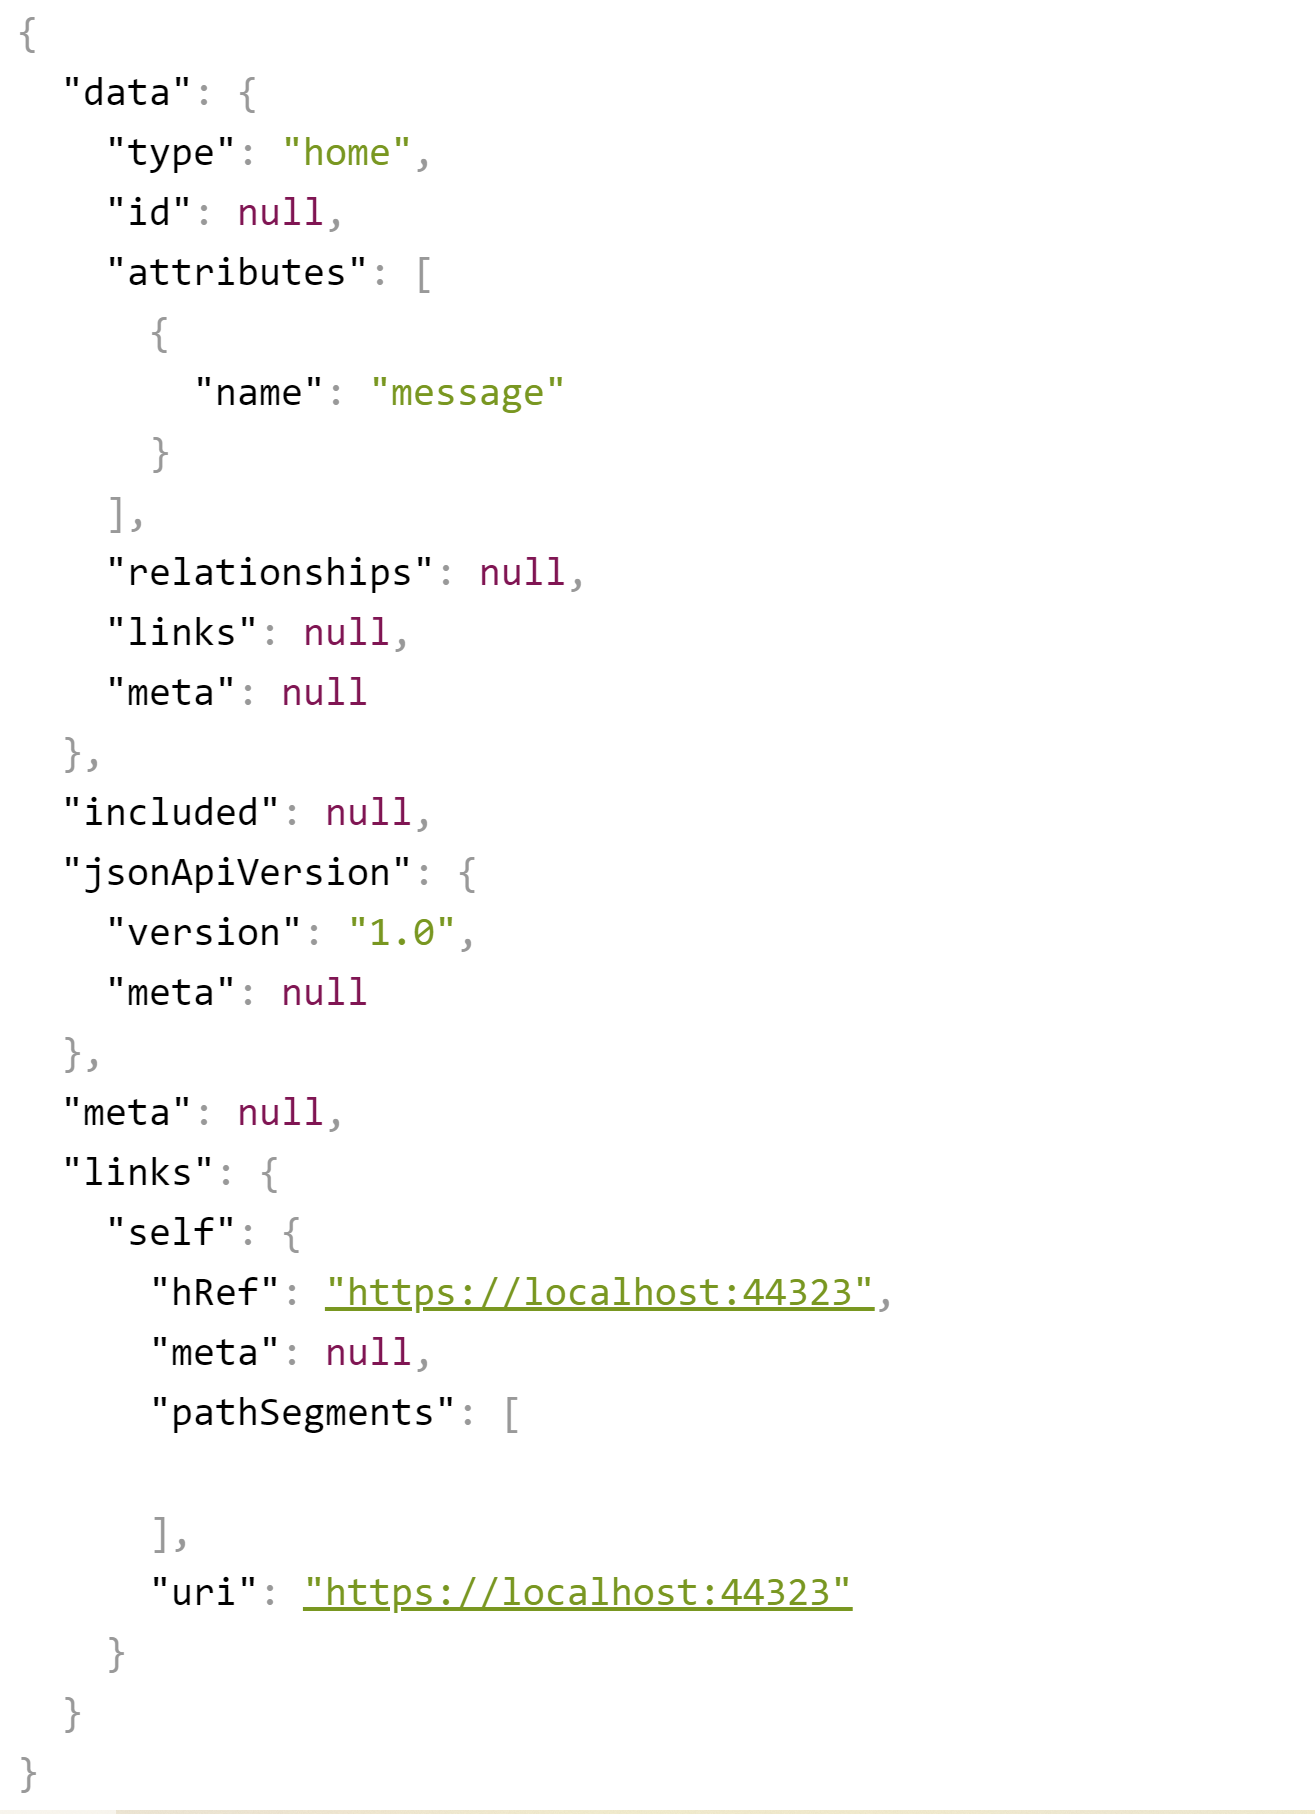 {
  "data": {
    "type": "home",
    "id": null,
    "attributes": [
      {
        "name": "message"
      }
    ],
    "relationships": null,
    "links": null,
    "meta": null
  },
  "included": null,
  "jsonApiVersion": {
    "version": "1.0",
    "meta": null
  },
  "meta": null,
  "links": {
    "self": {
      "hRef": "https://localhost:44323",
      "meta": null,
      "pathSegments": [

      ],
      "uri": "https://localhost:44323"
    }
  }
}